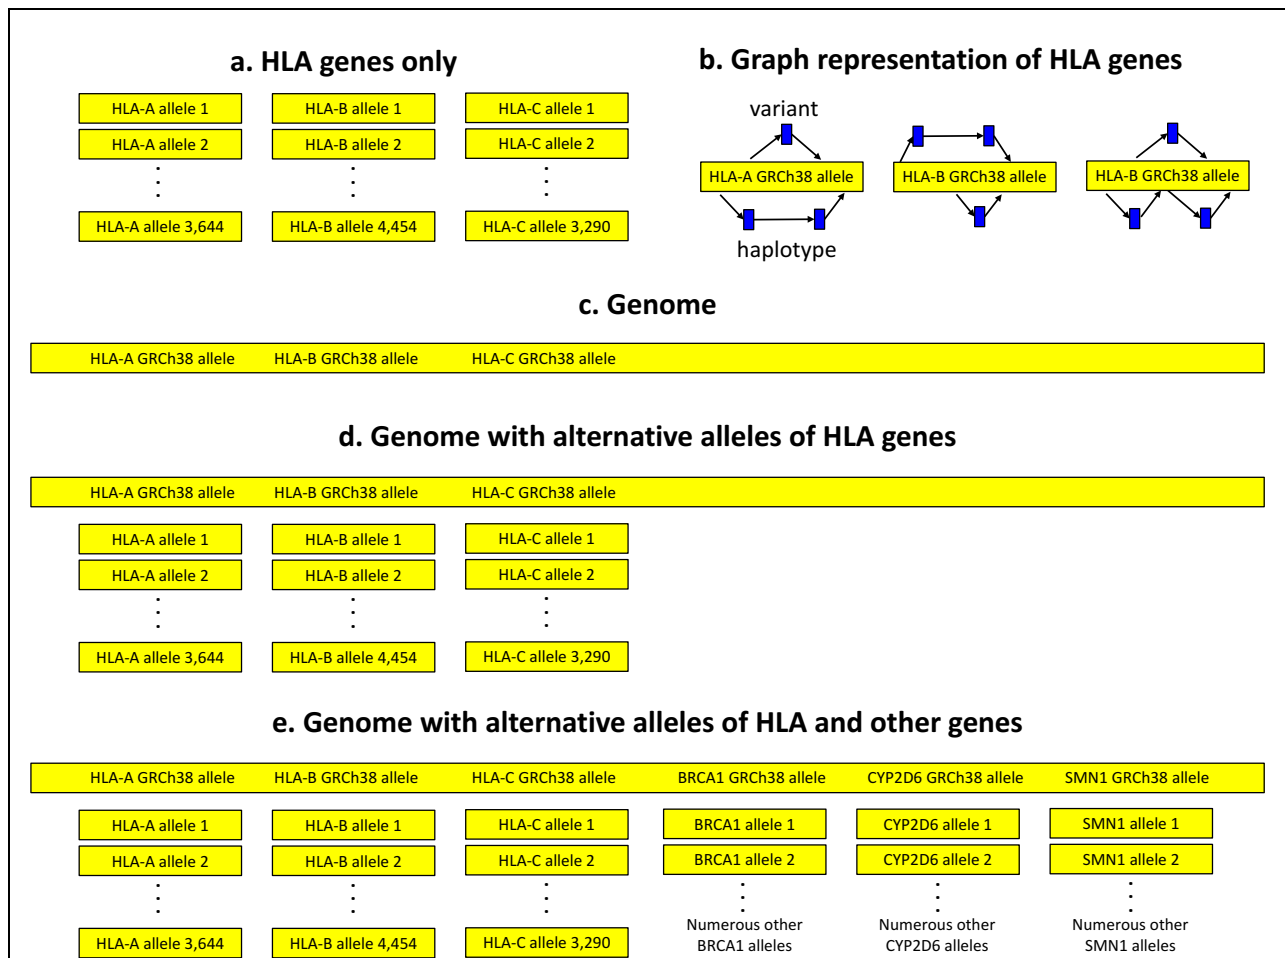 a. HLA genes only
HLA-A allele 1
HLA-B allele 1
HLA-C allele 1
HLA-A allele 2
HLA-B allele 2
HLA-C allele 2
HLA-A allele 3,644
HLA-B allele 4,454
HLA-C allele 3,290
b. Graph representation of HLA genes
variant
HLA-A GRCh38 allele
HLA-B GRCh38 allele
HLA-B GRCh38 allele
haplotype
c. Genome
HLA-A GRCh38 allele
HLA-B GRCh38 allele
HLA-C GRCh38 allele
d. Genome with alternative alleles of HLA genes
HLA-A GRCh38 allele
HLA-B GRCh38 allele
HLA-C GRCh38 allele
HLA-A allele 1
HLA-B allele 1
HLA-C allele 1
HLA-A allele 2
HLA-B allele 2
HLA-C allele 2
HLA-A allele 3,644
HLA-B allele 4,454
HLA-C allele 3,290
e. Genome with alternative alleles of HLA and other genes
HLA-A GRCh38 allele
HLA-B GRCh38 allele
HLA-C GRCh38 allele
BRCA1 GRCh38 allele
CYP2D6 GRCh38 allele
SMN1 GRCh38 allele
HLA-A allele 1
HLA-B allele 1
HLA-C allele 1
BRCA1 allele 1
CYP2D6 allele 1
SMN1 allele 1
HLA-A allele 2
HLA-B allele 2
HLA-C allele 2
BRCA1 allele 2
CYP2D6 allele 2
SMN1 allele 2
HLA-A allele 3,644
HLA-B allele 4,454
HLA-C allele 3,290
Numerous other
BRCA1 alleles
Numerous other
CYP2D6 alleles
Numerous other
SMN1 alleles